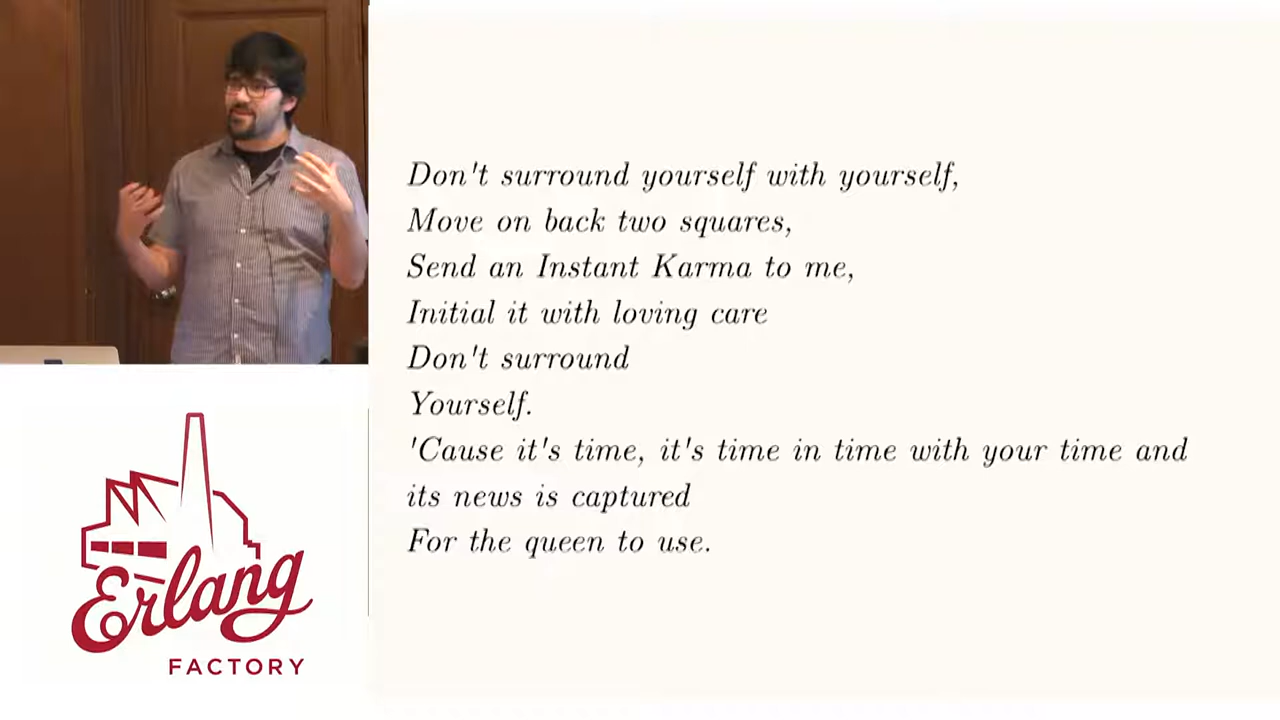 Don't surround yourself with yourself,
Move on back two squares,
Send an Instant Karma to me,
Initial it with loving care
Don't surround
Yourself.
'Cause it's time, it's time in time with your time and
its news is captured
For the queen to use.
Erlang
FACTORY